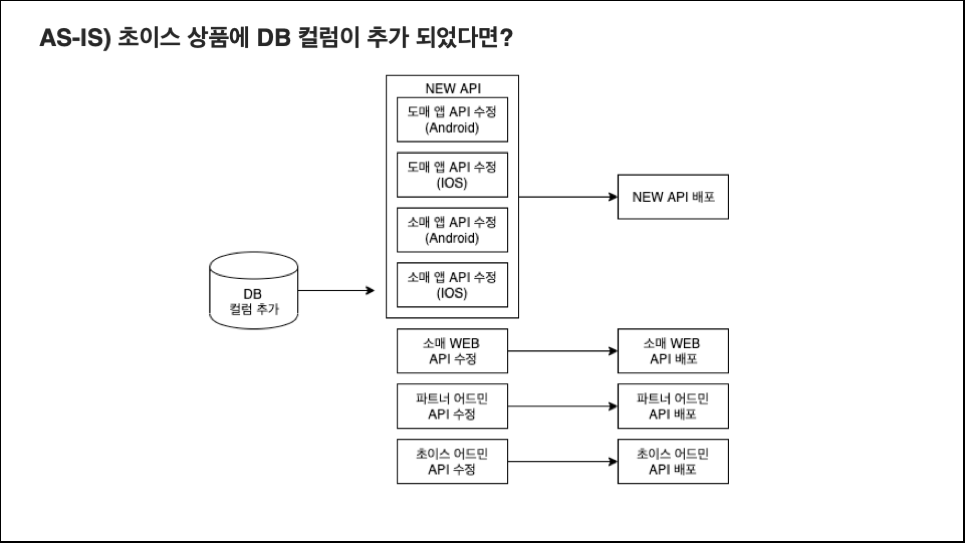 AS-IS) 초이스 상품에 DB 컬럼이 추가 되었다면?
NEW API
도매 앱 API 수정
(Android)
도매 앱 API 수정
(IOS)
소매 앱 API 수정
(Android)
소매 앱 API 수정
(IOS)
NEW API 배포
DB
컬럼 추가
소매 WEB
API 수정
소매 WEB
API 배포
파트너 어드민
API 수정
파트너 어드민
API 배포
초이스 어드민
API 수정
초이스 어드민
API 배포